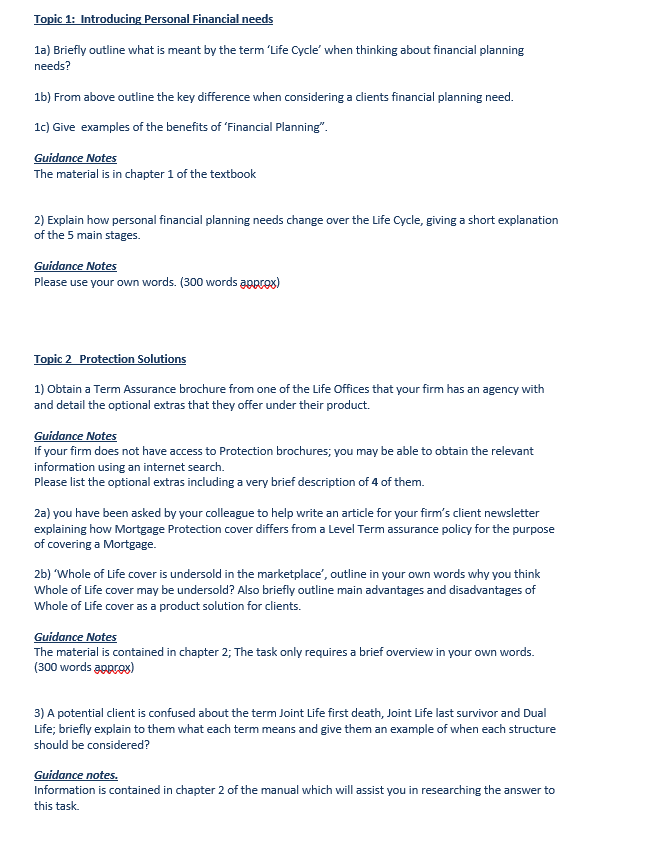 Topic 1:  Introducing Personal Financial needs
1a) Briefly outline what is meant by the term ‘Life Cycle’ when thinking about financial planning
needs?
1b) From above outline the key difference when considering a clients financial planning need.
1c) Give  examples of the benefits of ‘Financial Planning”.
Guidance Notes
The material is in chapter 1 of the textbook
2) Explain how personal financial planning needs change over the Life Cycle, giving a short explanation
of the 5 main stages.
Guidance Notes
Please use your own words. (300 words approx)
Topic 2  Protection Solutions
1) Obtain a Term Assurance brochure from one of the Life Offices that your firm has an agency with
and detail the optional extras that they offer under their product.
Guidance Notes
If your firm does not have access to Protection brochures; you may be able to obtain the relevant
information using an internet search.
Please list the optional extras including a very brief description of 4 of them.
2a) you have been asked by your colleague to help write an article for your firm’s client newsletter
explaining how Mortgage Protection cover differs from a Level Term assurance policy for the purpose
of covering a Mortgage.
2b) ‘Whole of Life cover is undersold in the marketplace’, outline in your own words why you think
Whole of Life cover may be undersold? Also briefly outline main advantages and disadvantages of
Whole of Life cover as a product solution for clients.
Guidance Notes
The material is contained in chapter 2; The task only requires a brief overview in your own words.
(300 words approx)
3) A potential client is confused about the term Joint Life first death, Joint Life last survivor and Dual
Life; briefly explain to them what each term means and give them an example of when each structure
should be considered?
Guidance notes.
Information is contained in chapter 2 of the manual which will assist you in researching the answer to
this task.